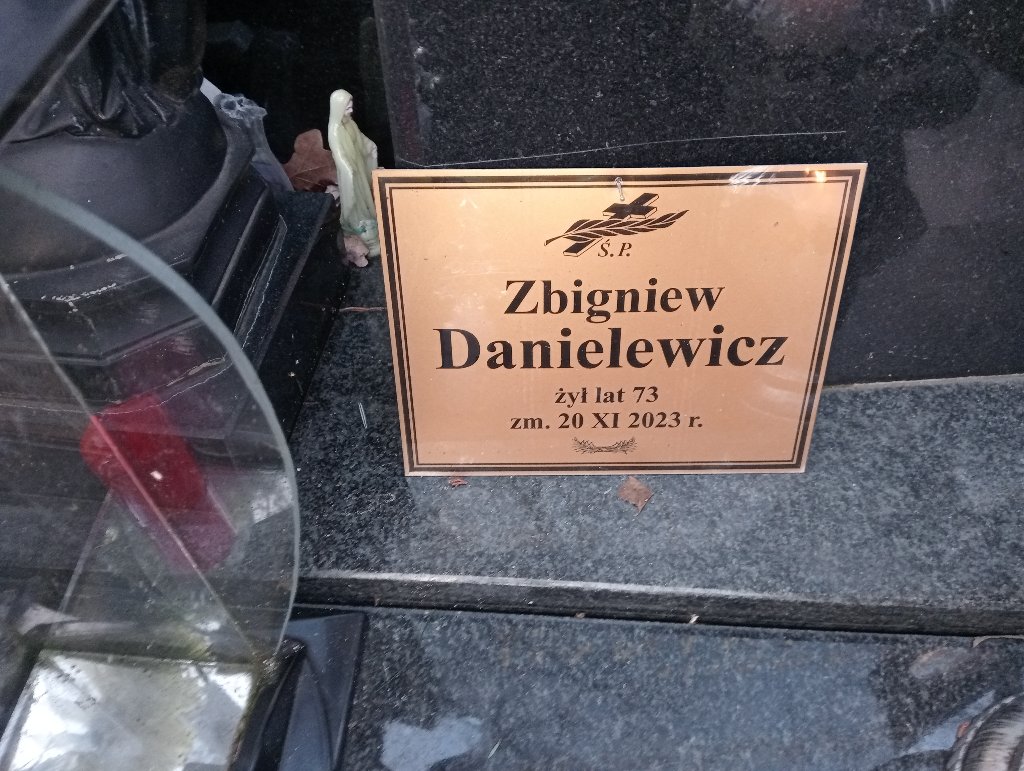 Ś.P.
Zbigniew
Danielewicz
żył lat 73
zm. 20 XI 2023 r.